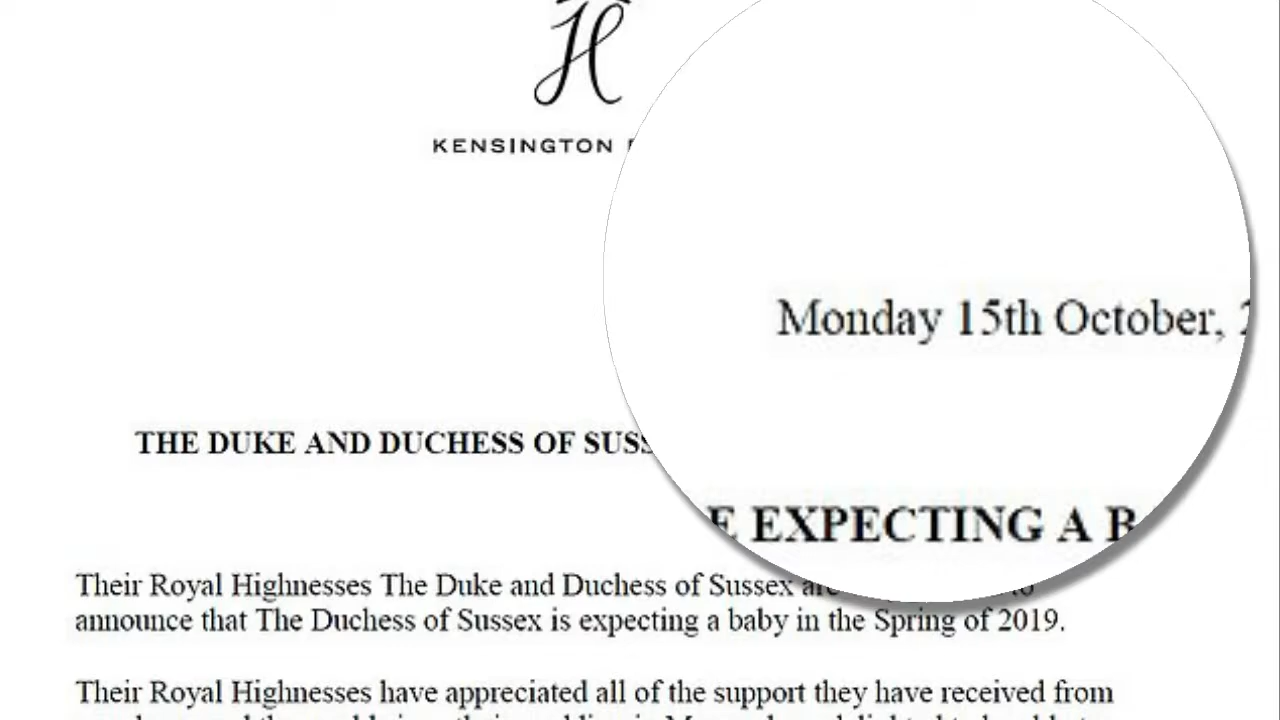 H
KENSINGTON
Monday 15th October,
THE DUKE AND DUCHESS OF
EXPECTING A
Their Royal Highnesses The Duke and Duchess of Sussex are to
announce that The Duchess of Sussex is expecting a baby in the Spring of 2019.
Their Royal Highnesses have appreciated all of the support they have received from